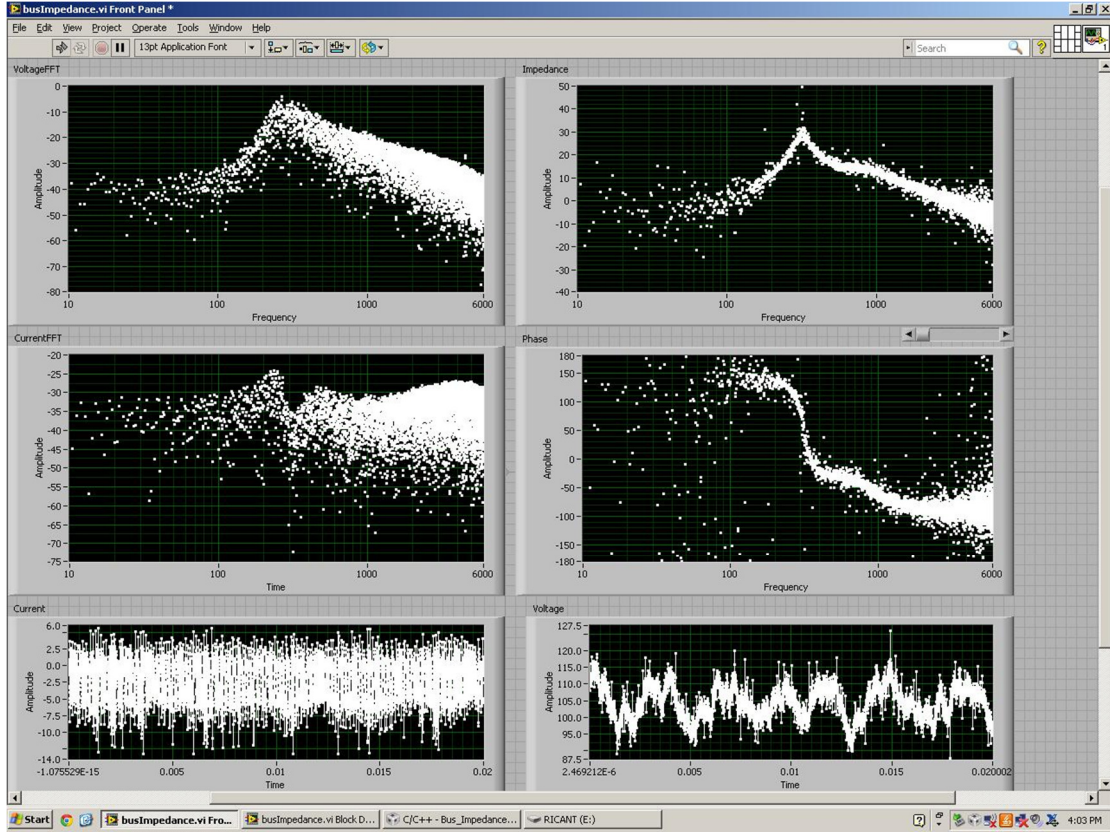 busImpedance.vi Front Panel *
File Edit View Project Operate Tools Window Help
13pt Application Font
Search
VoltageFFT
0
-10
-20
-30
-40
-50
-60
-70
-80
Amplitude
10 100 1000 6000
Frequency
Impedance
50
40
30
20
10
0
-10
-20
-30
-40
Amplitude
10 100 1000 6000
Frequency
CurrentFFT
-20
-25
-30
-35
-40
-45
-50
-55
-60
-65
-70
-75
Amplitude
10 100 1000 6000
Time
Phase
180
150
100
50
0
-50
-100
-150
-180
Amplitude
10 100 1000 6000
Frequency
Current
6.0
2.5
0.0
-2.5
-5.0
-7.5
-10.0
-14.0
Amplitude
-1.075529E-15 0.005 0.01 0.015 0.02
Time
Voltage
127.5
120.0
115.0
110.0
105.0
100.0
95.0
87.5
Amplitude
2.469212E-6 0.005 0.01 0.015 0.020002
Time
Start
busImpedance.vi Fro...
busImpedance.vi Block D...
C/C++ - Bus_Impedance...
RICANT (E:)
4:03 PM